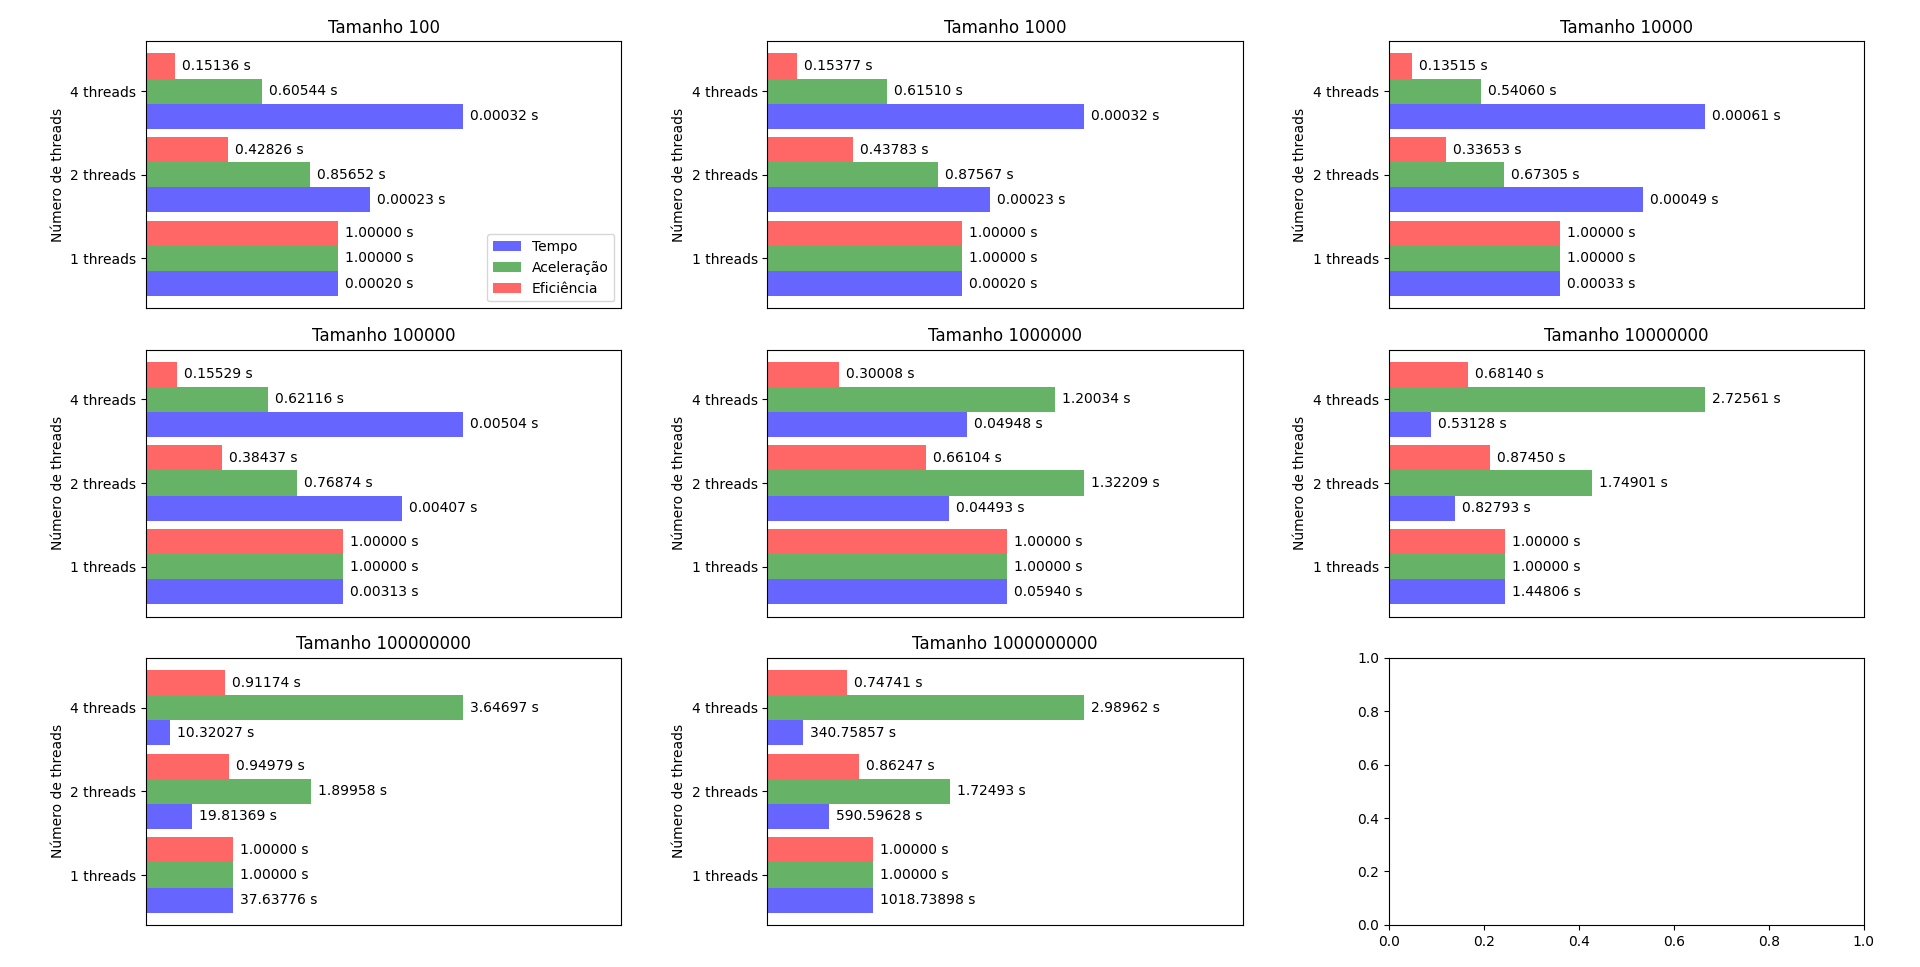 Tamanho 100
Número de threads
4 threads
0.15136 s
0.60544 s
0.00032 s
2 threads
0.42826 s
0.85652 s
0.00023 s
1 threads
1.00000 s
1.00000 s
0.00020 s
Tempo
Aceleração
Eficiência
Tamanho 1000
Número de threads
4 threads
0.15377 s
0.61510 s
0.00032 s
2 threads
0.43783 s
0.87567 s
0.00023 s
1 threads
1.00000 s
1.00000 s
0.00020 s
Tamanho 10000
Número de threads
4 threads
0.13515 s
0.54060 s
0.00061 s
2 threads
0.33653 s
0.67305 s
0.00049 s
1 threads
1.00000 s
1.00000 s
0.00033 s
Tamanho 100000
Número de threads
4 threads
0.15529 s
0.62116 s
0.00504 s
2 threads
0.38437 s
0.76874 s
0.00407 s
1 threads
1.00000 s
1.00000 s
0.00313 s
Tamanho 1000000
Número de threads
4 threads
0.30008 s
1.20034 s
0.04948 s
2 threads
0.66104 s
1.32209 s
0.04493 s
1 threads
1.00000 s
1.00000 s
0.05940 s
Tamanho 10000000
Número de threads
4 threads
0.68140 s
2.72561 s
0.53128 s
2 threads
0.87450 s
1.74901 s
0.82793 s
1 threads
1.00000 s
1.00000 s
1.44806 s
Tamanho 100000000
Número de threads
4 threads
0.91174 s
3.64697 s
10.32027 s
2 threads
0.94979 s
1.89958 s
19.81369 s
1 threads
1.00000 s
1.00000 s
37.63776 s
Tamanho 1000000000
Número de threads
4 threads
0.74741 s
2.98962 s
340.75857 s
2 threads
0.86247 s
1.72493 s
590.59628 s
1 threads
1.00000 s
1.00000 s
1018.73898 s
1.0
0.8
0.6
0.4
0.2
0.0
0.0 0.2 0.4 0.6 0.8 1.0